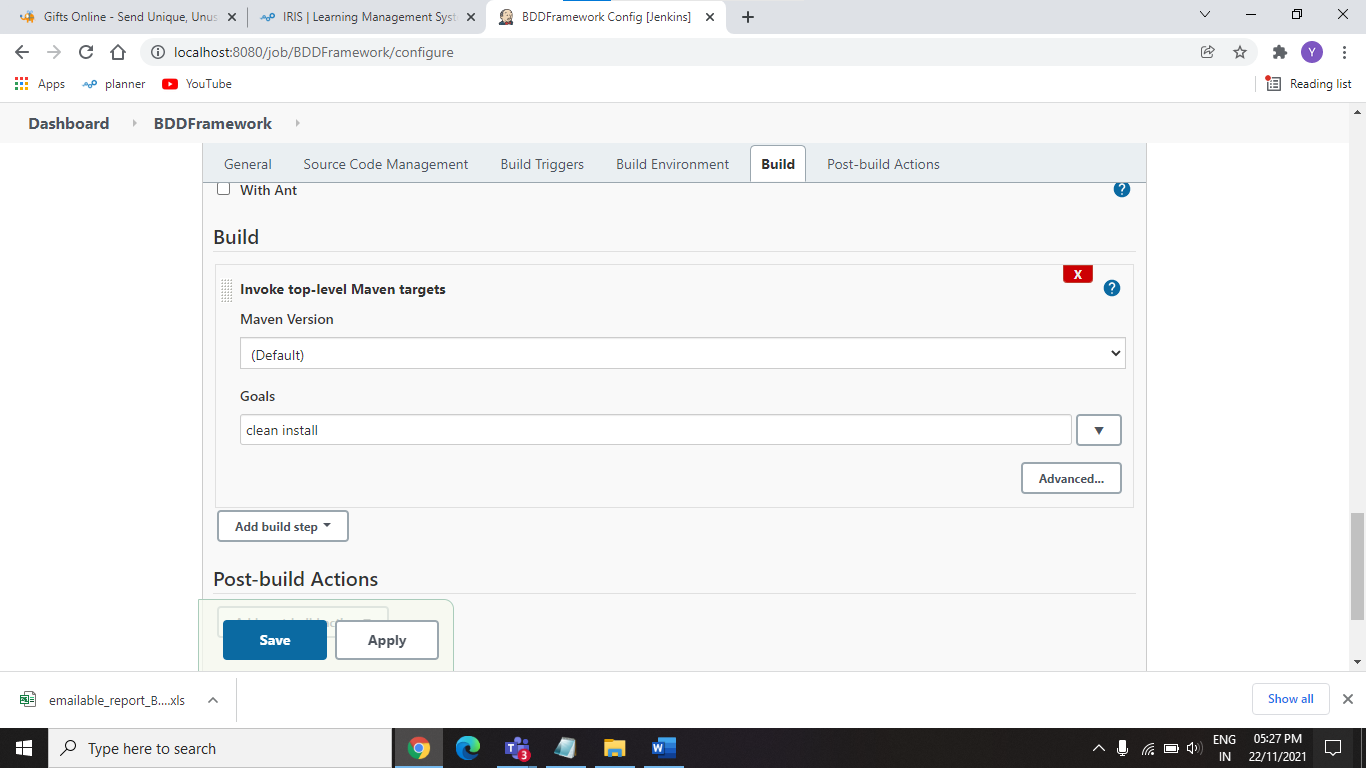 Gifts Online - Send Unique, Unus
IRIS | Learning Management Syst
BDDFramework Config [Jenkins]
localhost:8080/job/BDDFramework/configure
Y
Apps
planner
YouTube
Reading list
Dashboard
BDDFramework
General
Source Code Management
Build Triggers
Build Environment
Build
Post-build Actions
With Ant
?
Build
X
Invoke top-level Maven targets
?
Maven Version
(Default)
Goals
clean install
Advanced...
Add build step
Post-build Actions
Save
Apply
emailable_report_B....xls
Show all
Type here to search
3
ENG
IN
05:27 PM
22/11/2021